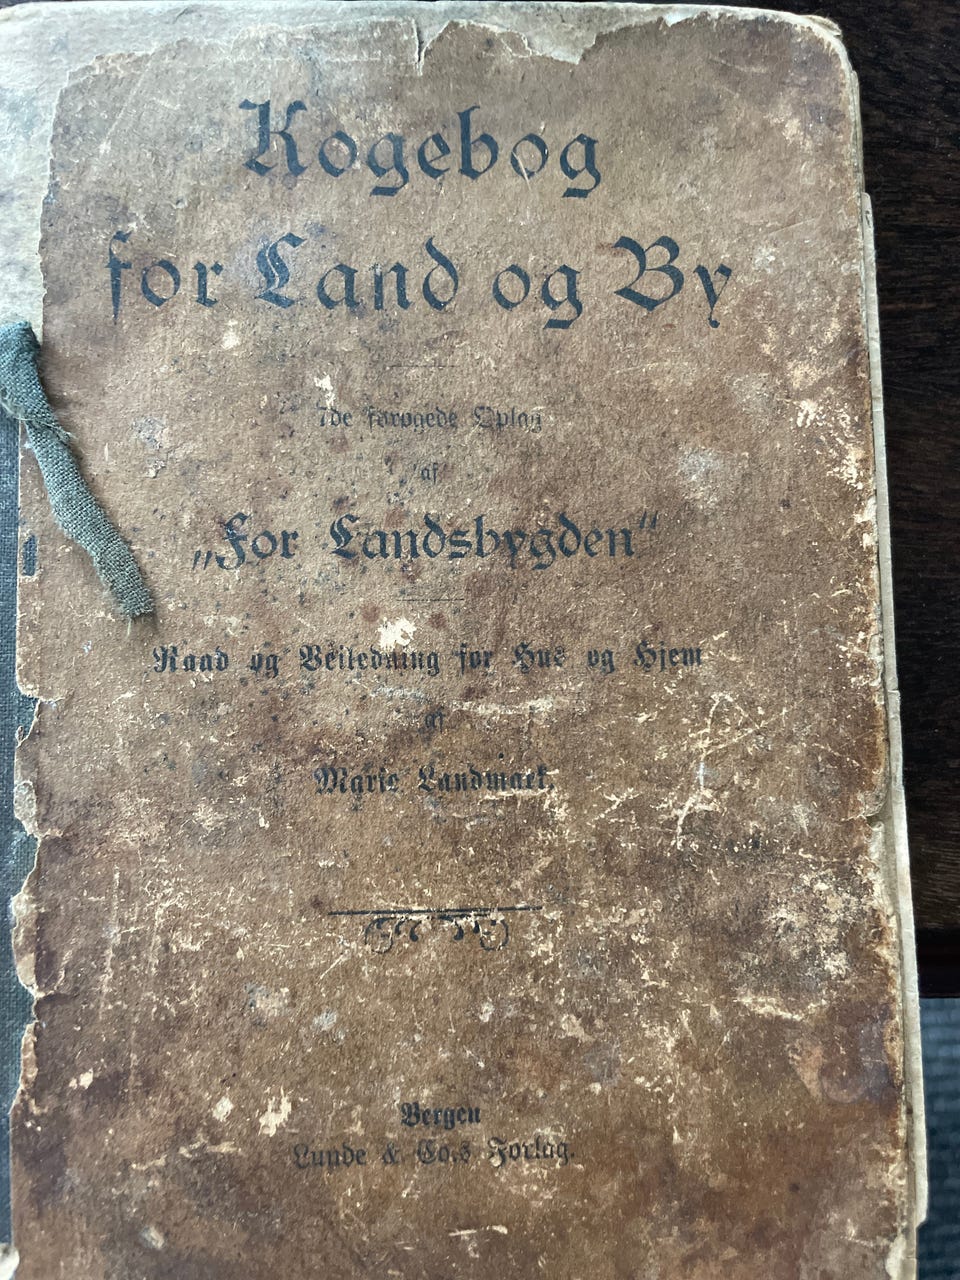 Kogebog
for Land og By
7de forøgede Oplag
af
„For Landsbygden“
Raad og Veiledning for Hus og Hjem
af
Marie Landmark.
Bergen
Lunde & Co.s Forlag.